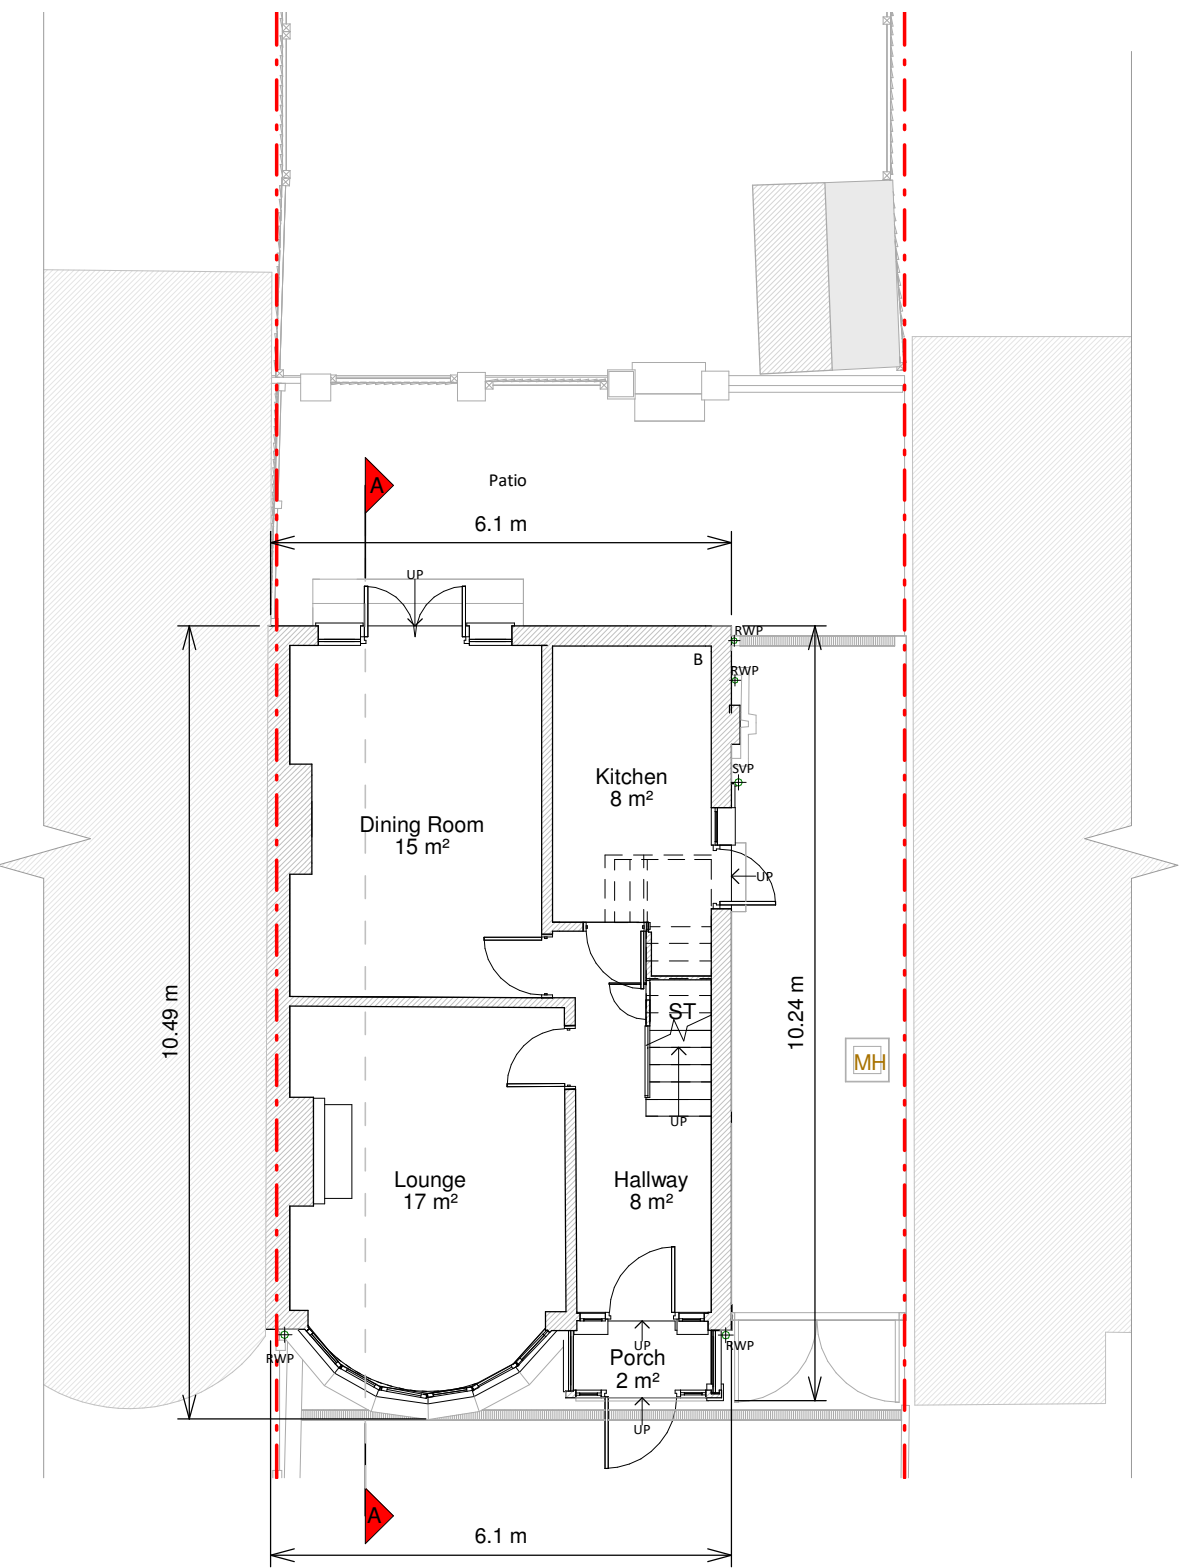 A
Patio
6.1 m
UP
RWP
B
RWP
SVP
Kitchen
8 m²
Dining Room
15 m²
UP
10.49 m
10.24 m
ST
MH
UP
Lounge
17 m²
Hallway
8 m²
UP
RWP
RWP
Porch
2 m²
UP
A
6.1 m